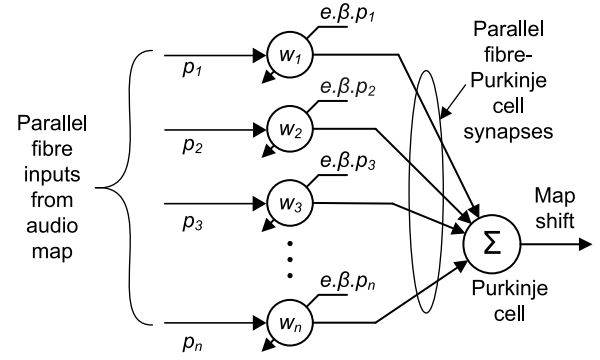 Parallel
fibre
inputs
from
audio
map
p1
w1
e.β.p1
p2
w2
e.β.p2
p3
w3
e.β.p3
pn
wn
e.β.pn
Parallel
fibre-
Purkinje
cell
synapses
Σ
Purkinje
cell
Map
shift